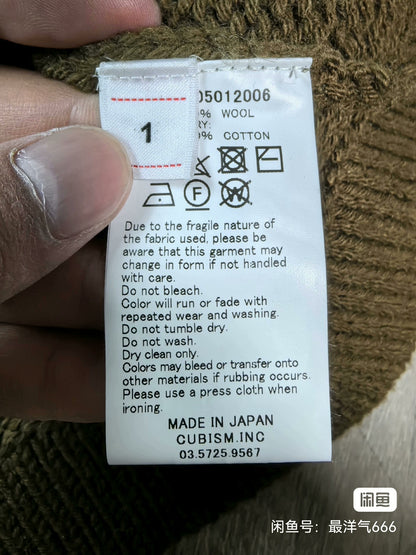 1
05012006
% WOOL
RY:
0% COTTON
F
W
Due to the fragile nature of
the fabric used, please be
aware that this garment may
change in form if not handled
with care.
Do not bleach.
Color will run or fade with
repeated wear and washing.
Do not tumble dry.
Do not wash.
Dry clean only.
Colors may bleed or transfer onto
other materials if rubbing occurs.
Please use a press cloth when
ironing.
MADE IN JAPAN
CUBISM.INC
03.5725.9567
闲鱼
闲鱼号：最洋气666